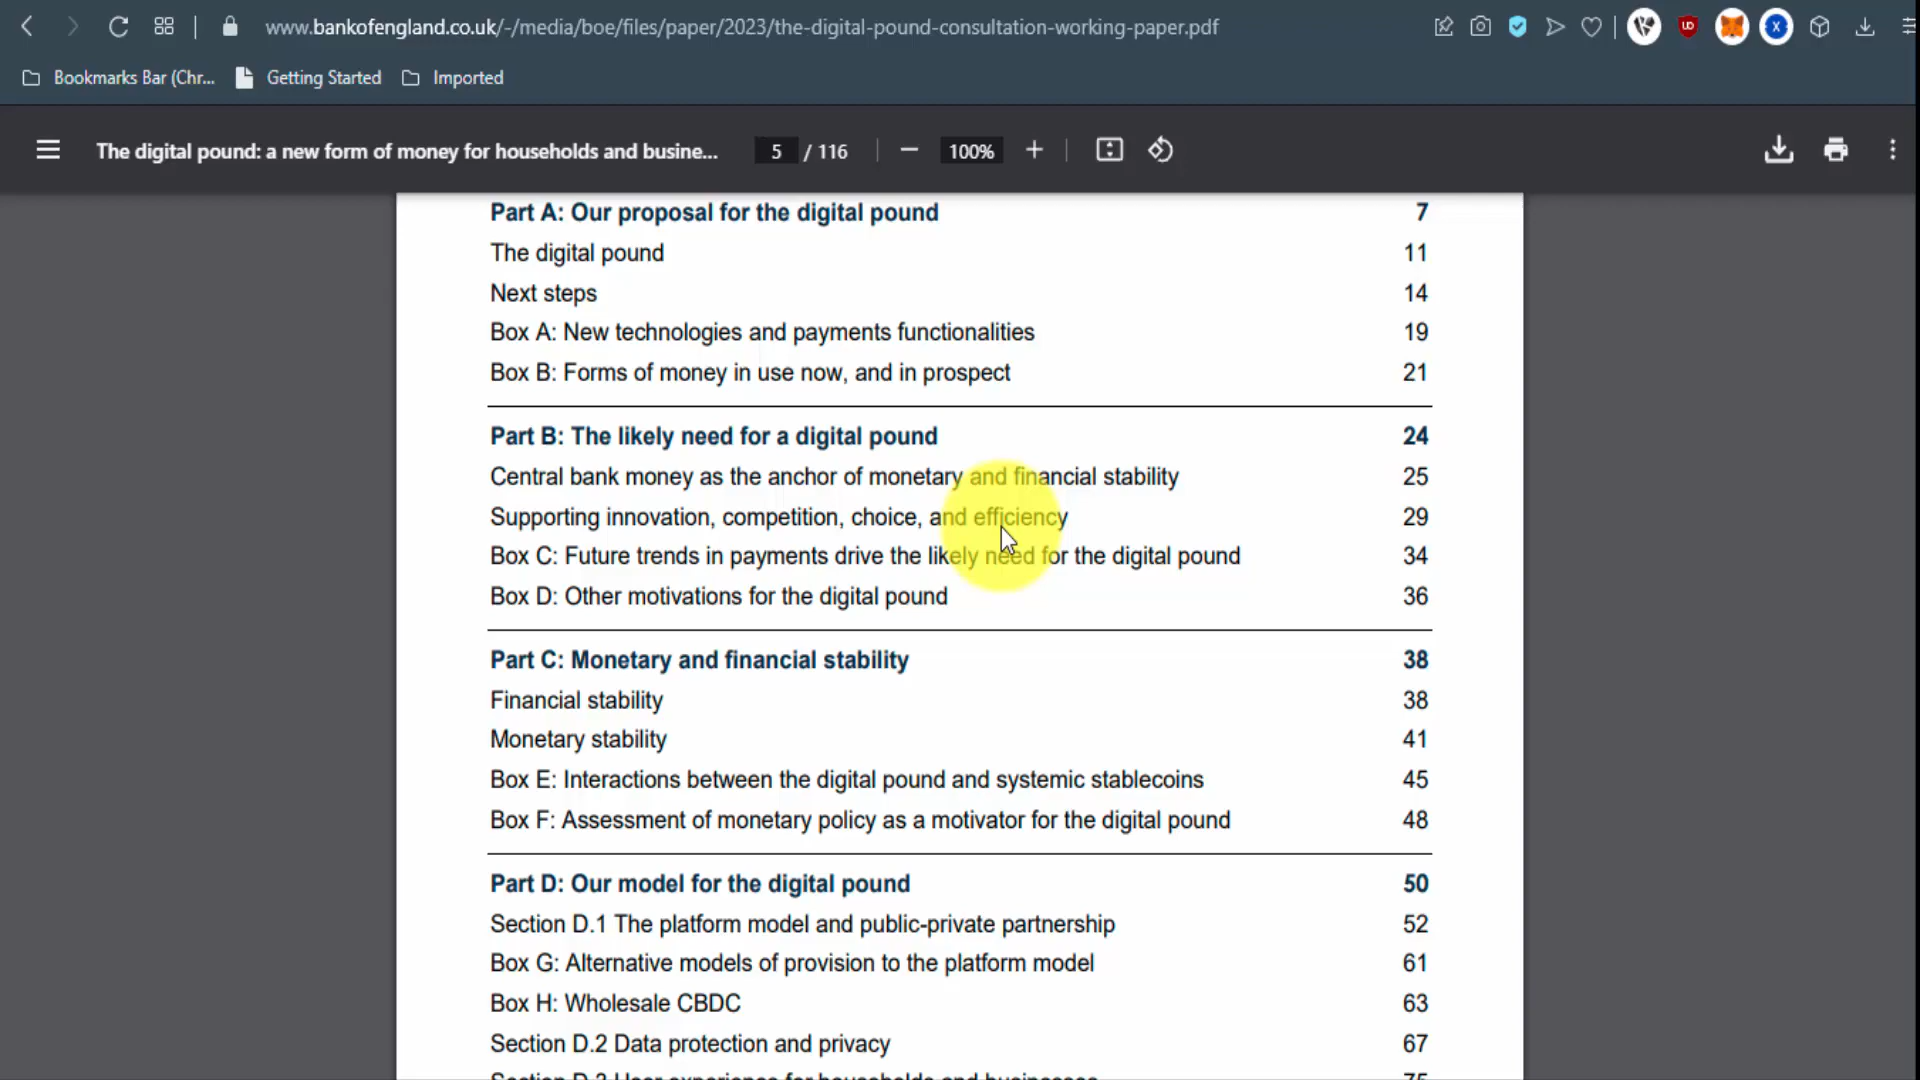 www.bankofengland.co.uk/-/media/boe/files/paper/2023/the-digital-pound-consultation-working-paper.pdf
Bookmarks Bar (Chr... Getting Started Imported
The digital pound: a new form of money for households and busine... 5 / 116 100%
Part A: Our proposal for the digital pound 7
The digital pound 11
Next steps 14
Box A: New technologies and payments functionalities 19
Box B: Forms of money in use now, and in prospect 21
Part B: The likely need for a digital pound 24
Central bank money as the anchor of monetary and financial stability 25
Supporting innovation, competition, choice, and efficiency 29
Box C: Future trends in payments drive the likely need for the digital pound 34
Box D: Other motivations for the digital pound 36
Part C: Monetary and financial stability 38
Financial stability 38
Monetary stability 41
Box E: Interactions between the digital pound and systemic stablecoins 45
Box F: Assessment of monetary policy as a motivator for the digital pound 48
Part D: Our model for the digital pound 50
Section D.1 The platform model and public-private partnership 52
Box G: Alternative models of provision to the platform model 61
Box H: Wholesale CBDC 63
Section D.2 Data protection and privacy 67
Section D.3 User experience for households and businesses 75